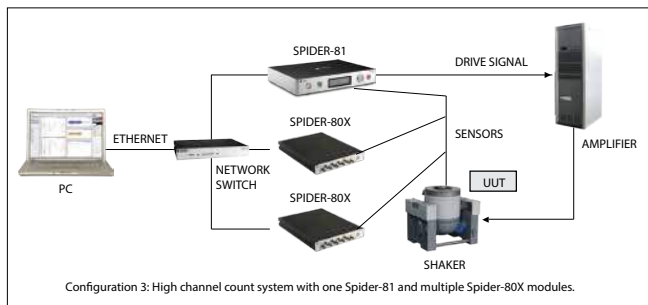 SPIDER-81
DRIVE SIGNAL
ETHERNET
SPIDER-80X
SENSORS
AMPLIFIER
NETWORK
SWITCH
PC
UUT
SPIDER-80X
SHAKER
Configuration 3: High channel count system with one Spider-81 and multiple Spider-80X modules.